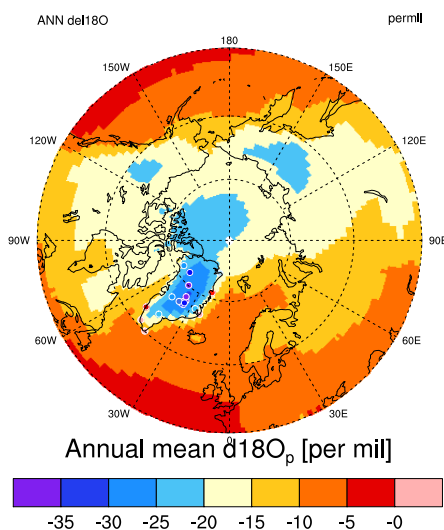 ANN del18O permil
180
150W 150E
120W 120E
90W 90E
60W 60E
30W 30E
0
Annual mean d18Oₚ [per mil]
-35 -30 -25 -20 -15 -10 -5 -0